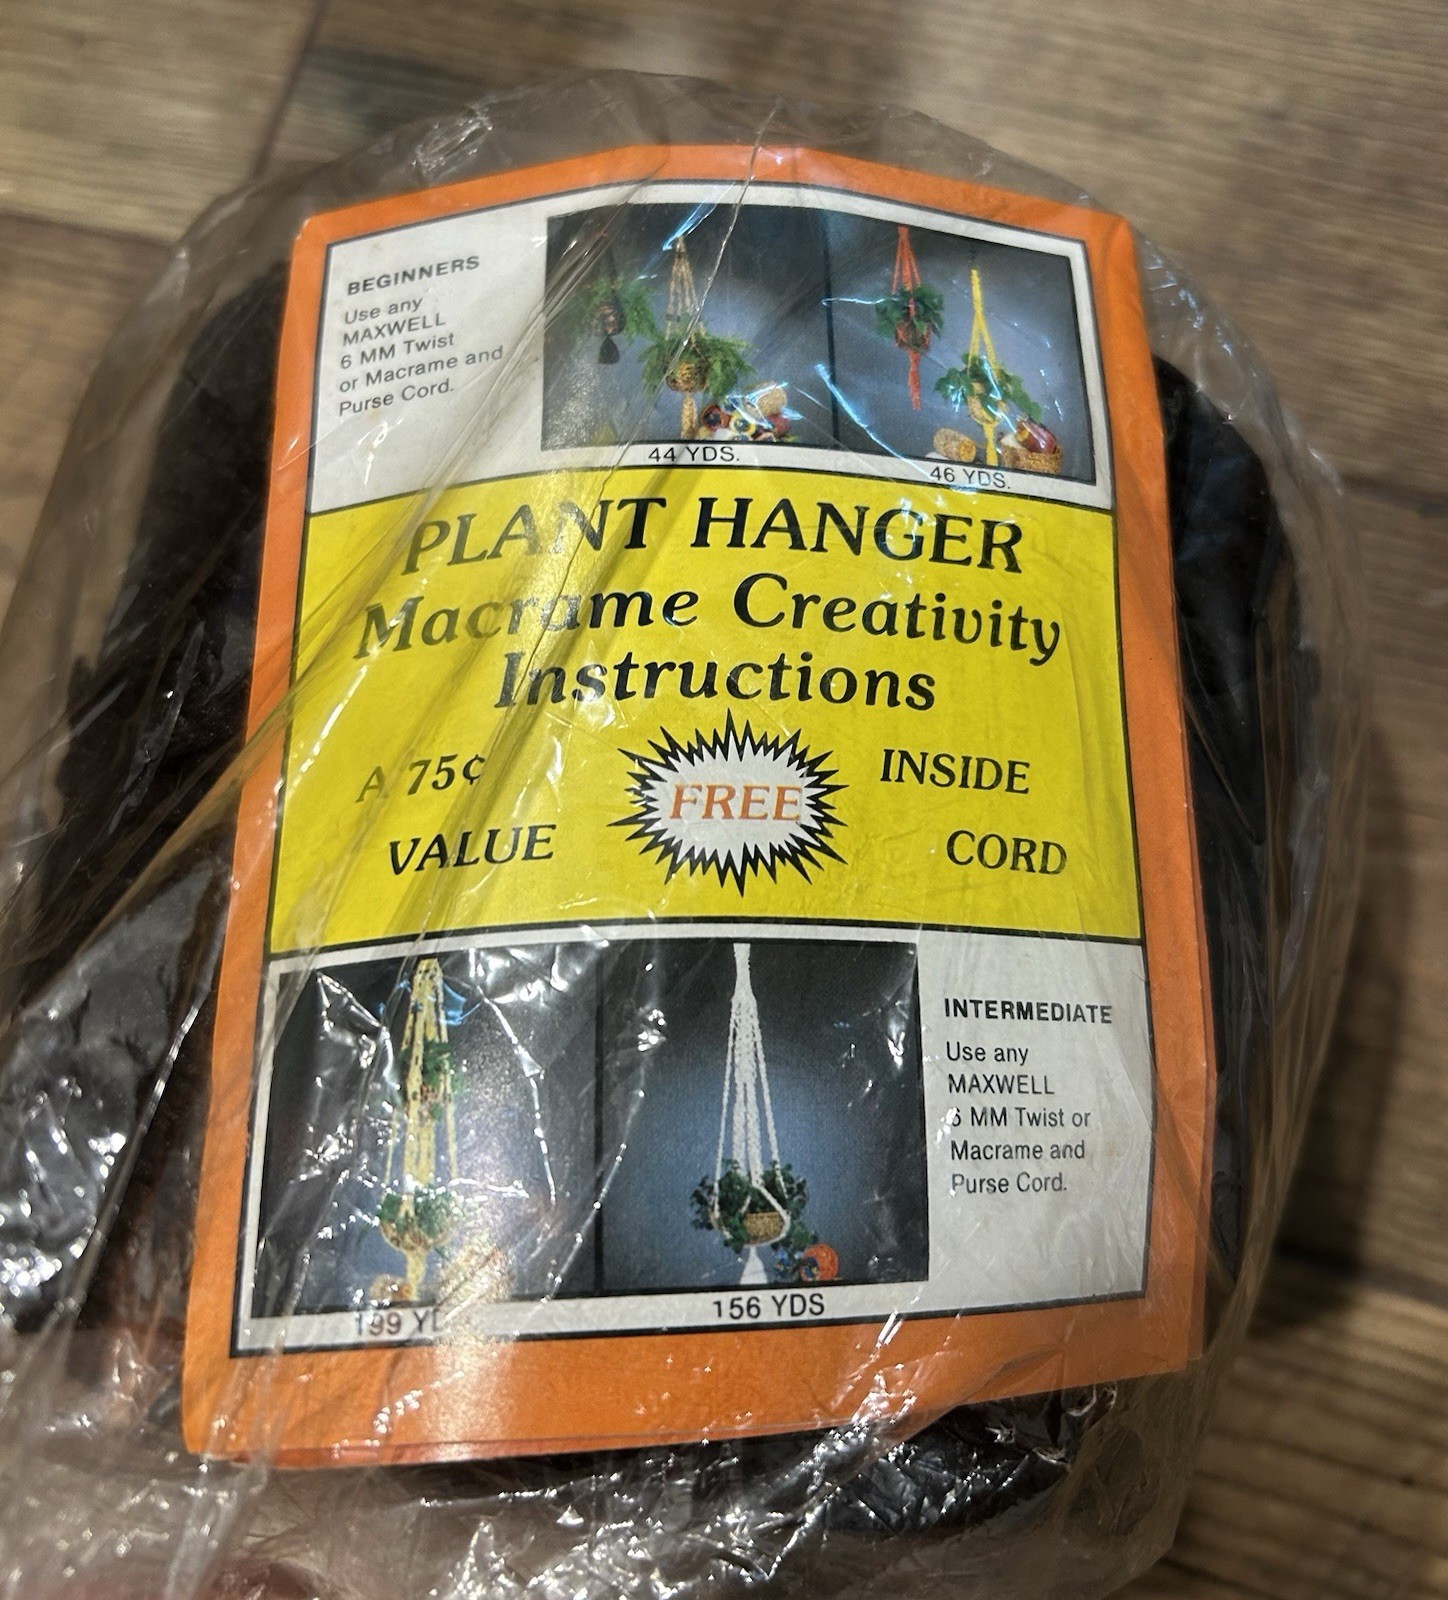 BEGINNERS
Use any
MAXWELL
6 MM Twist
or Macrame and
Purse Cord.
44 YDS.
46 YDS.
PLANT HANGER
Macrame Creativity
Instructions
A 75¢
VALUE
FREE
INSIDE
CORD
199
156 YDS
INTERMEDIATE
Use any
MAXWELL
6 MM Twist or
Macrame and
Purse Cord.